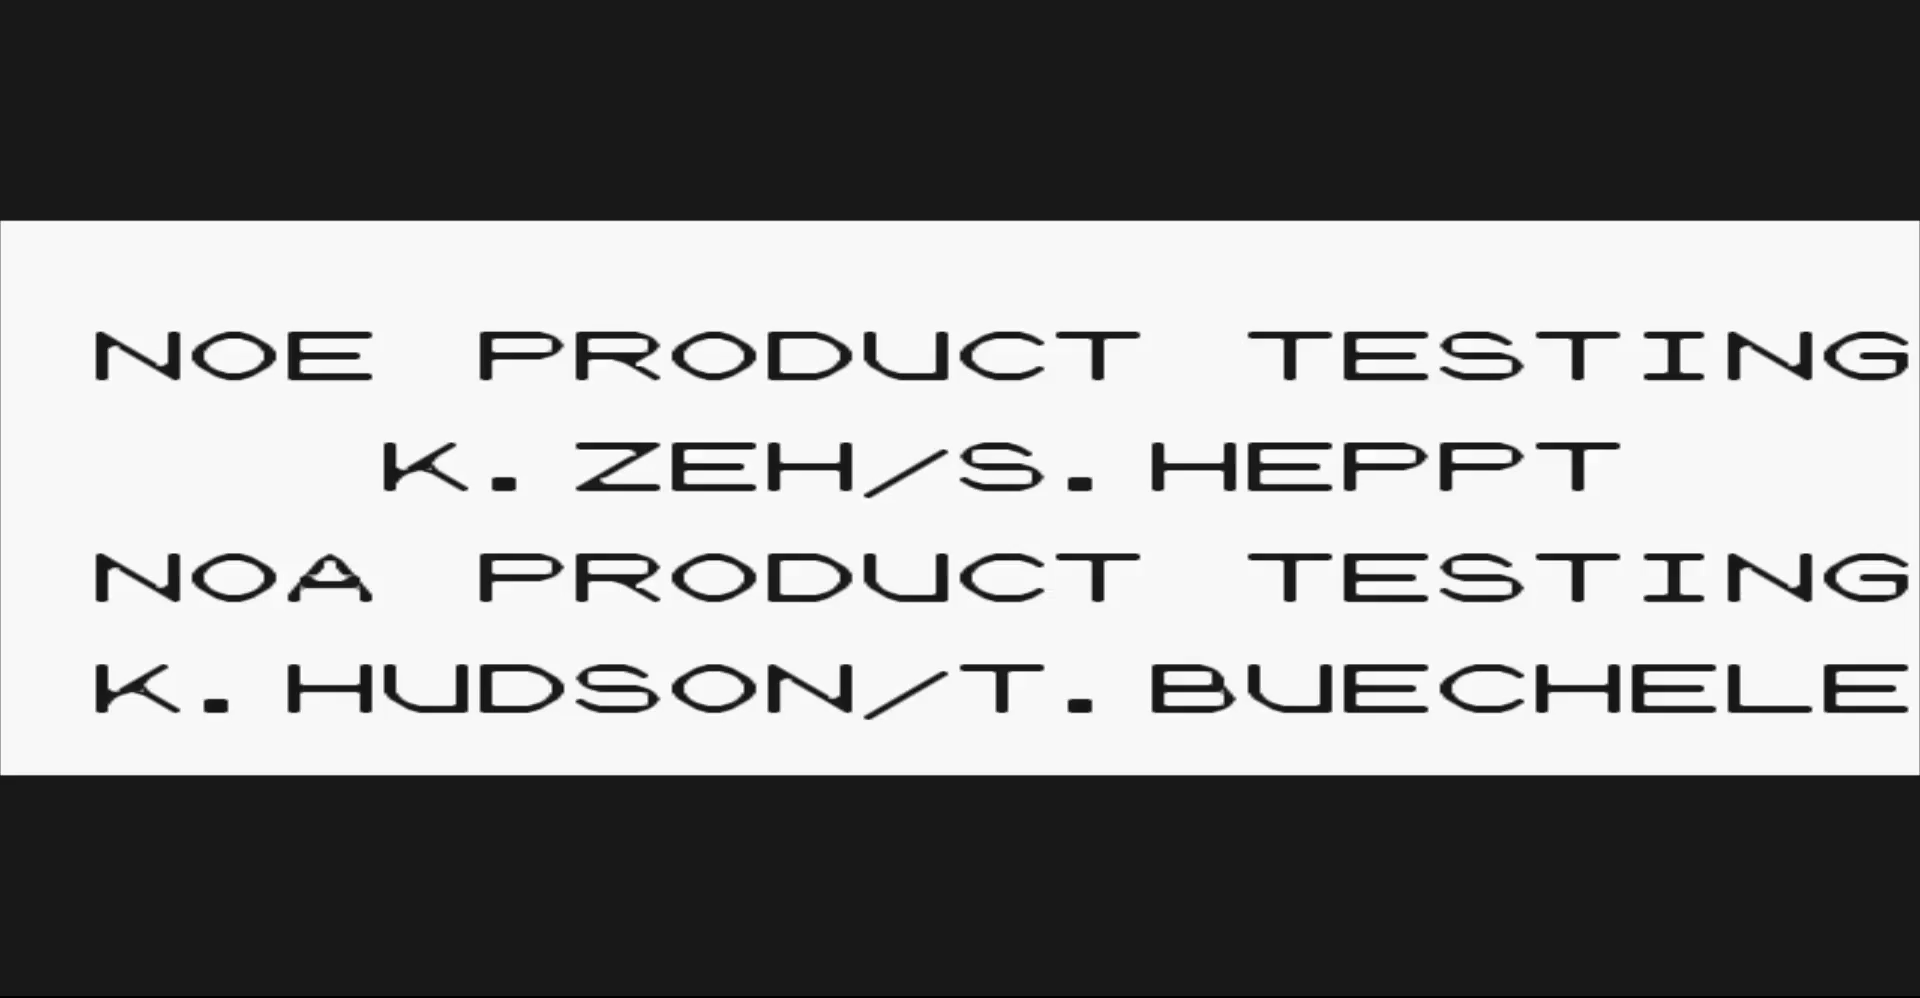 NOE PRODUCT TESTING
K.ZEH/S.HEPPT
NOA PRODUCT TESTING
K.HUDSON/T.BUECHELE